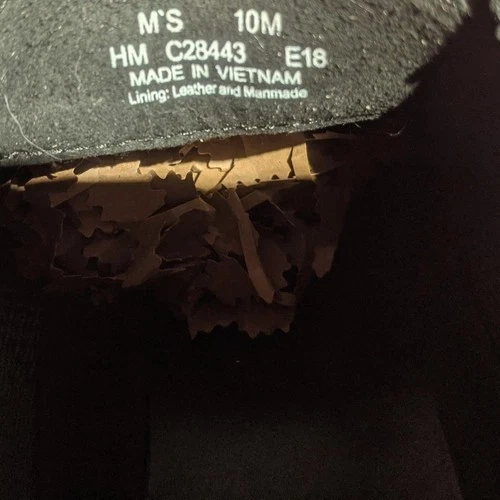 M`S 10M
HM C28443 E18
MADE IN VIETNAM
Lining: Leather and Manmade